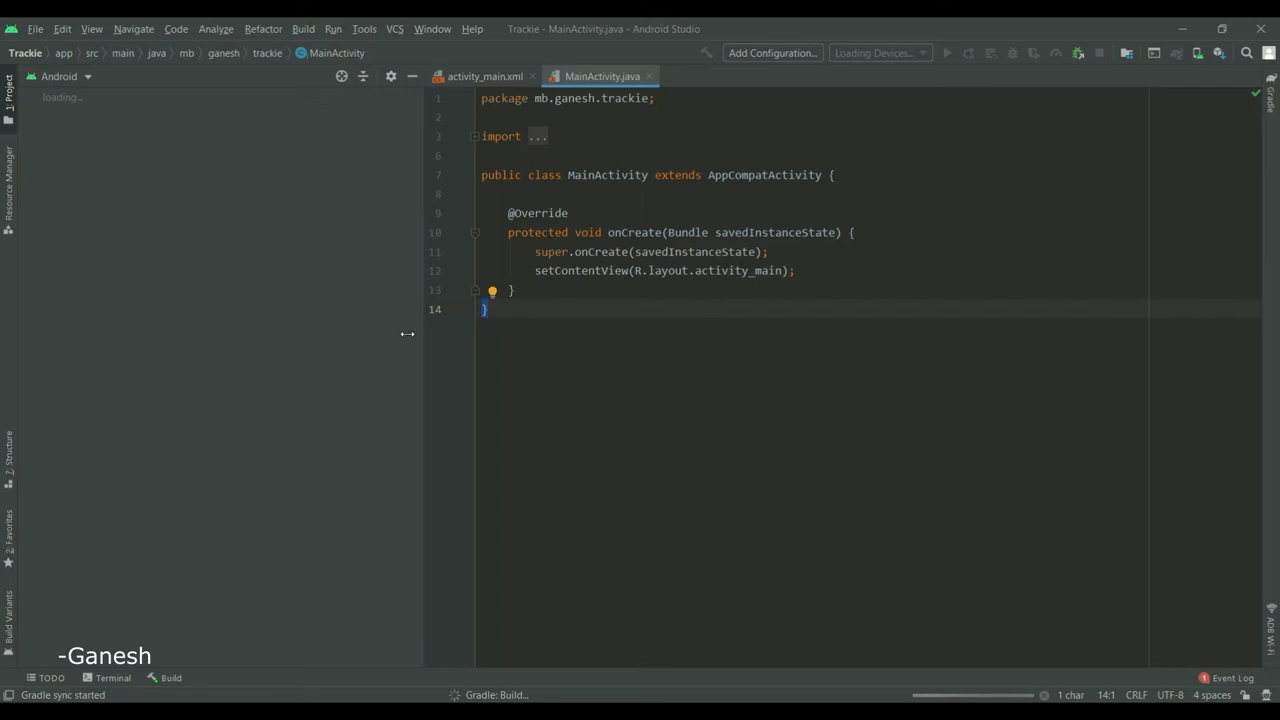 File Edit View Navigate Code Analyze Refactor Build Run Tools VCS Window Help Trackie - MainActivity.java - Android Studio
Trackie app src main java mb ganesh trackie MainActivity Add Configuration... Loading Devices...
Android activity_main.xml MainActivity.java
loading...
1: Project
Resource Manager
7: Structure
2: Favorites
Build Variants
1 package mb.ganesh.trackie;
2
3 import ...
6
7 public class MainActivity extends AppCompatActivity {
8
9 @Override
10 protected void onCreate(Bundle savedInstanceState) {
11 super.onCreate(savedInstanceState);
12 setContentView(R.layout.activity_main);
13 }
14 }
Gradle
ADB Wi-Fi
-Ganesh
TODO Terminal Build 1 Event Log
Gradle sync started Gradle: Build... 1 char 14:1 CRLF UTF-8 4 spaces